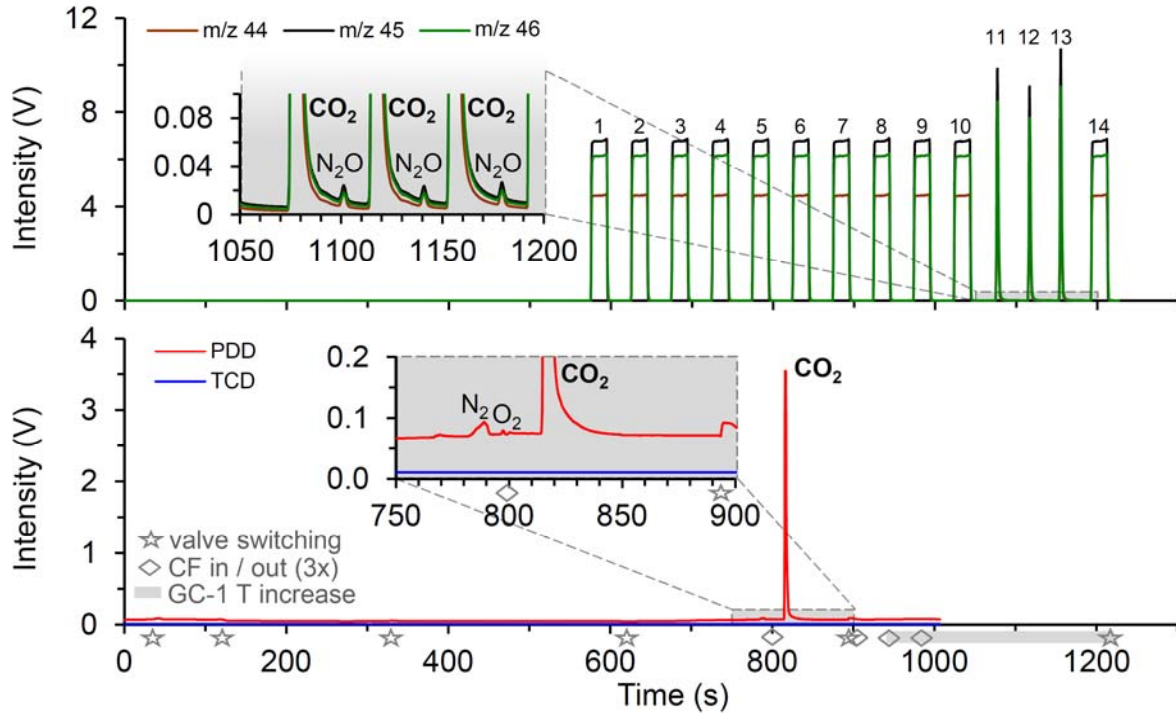 12
8
4
0
Intensity (V)
m/z 44 m/z 45 m/z 46
0.08
0.04
0
CO2 CO2 CO2
N2O N2O N2O
1050 1100 1150 1200
1 2 3 4 5 6 7 8 9 10 11 12 13 14
4
3
2
1
0
Intensity (V)
PDD
TCD
0.2
0.1
0.0
N2 O2 CO2
750 800 850 900
CO2
valve switching
CF in / out (3x)
GC-1 T increase
0 200 400 600 800 1000 1200
Time (s)